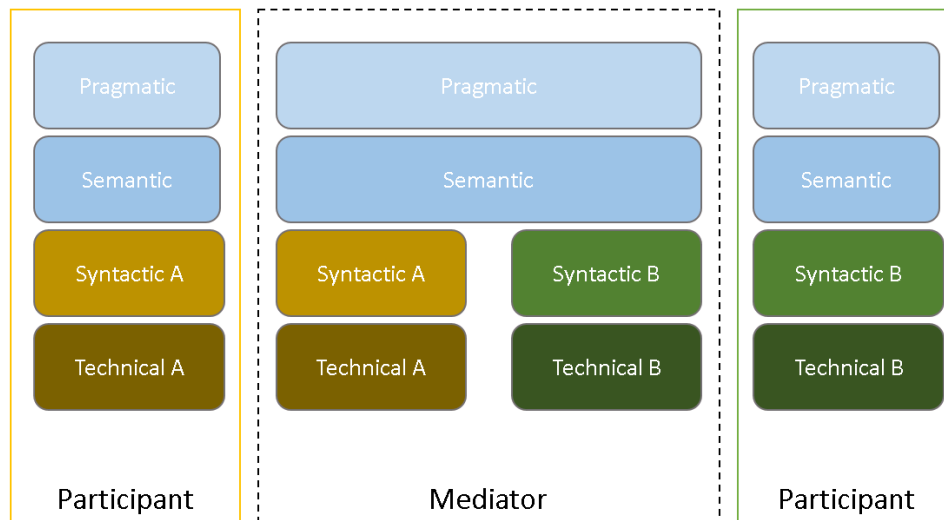 Pragmatic
Semantic
Syntactic A
Technical A
Participant
Pragmatic
Semantic
Syntactic A
Syntactic B
Technical A
Technical B
Mediator
Pragmatic
Semantic
Syntactic B
Technical B
Participant